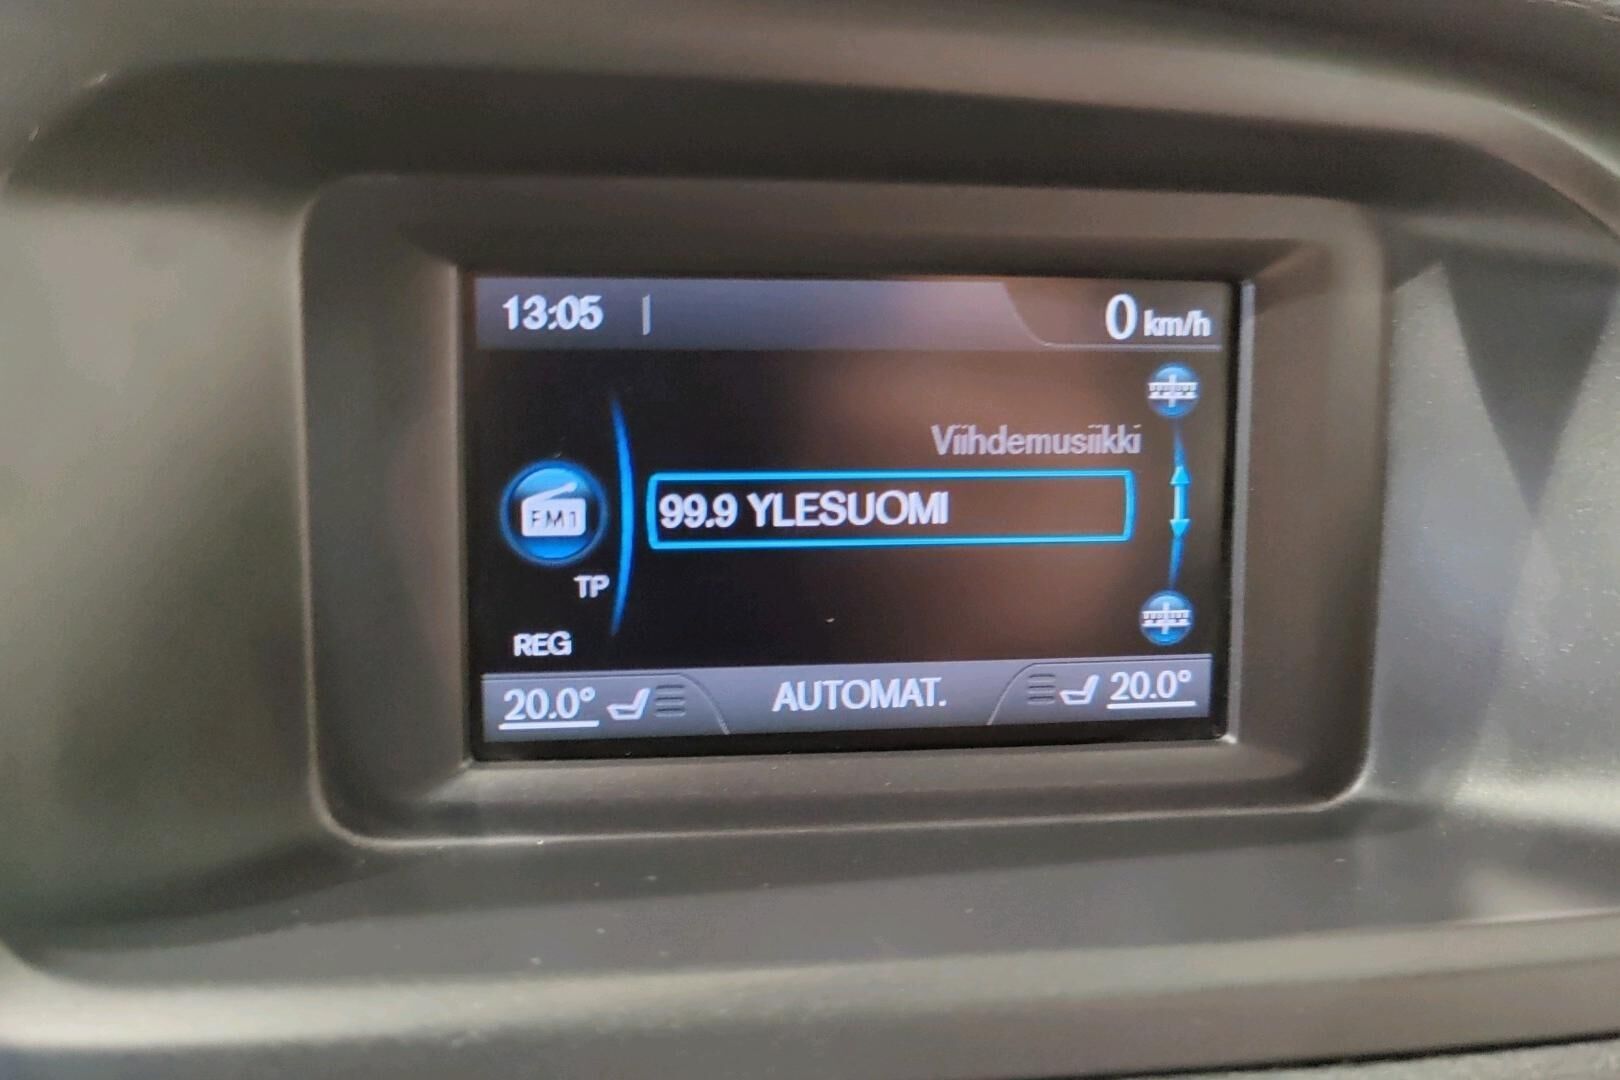 13:05
0 km/h
Viihdemusiikki
99.9 YLESUOMI
FM1
TP
REG
20.0° AUTOMAT. 20.0°